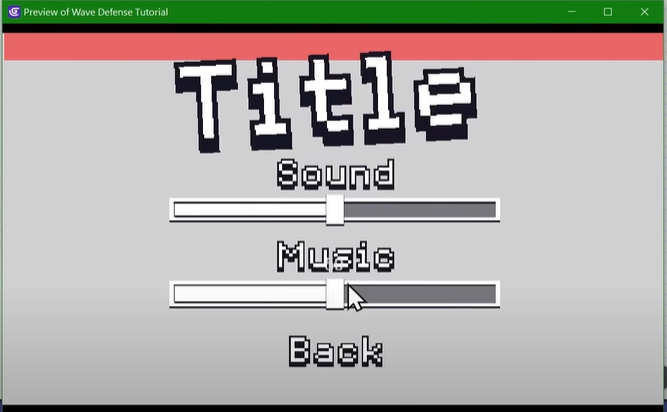 Preview of Wave Defense Tutorial
Title
Sound
Music
Back